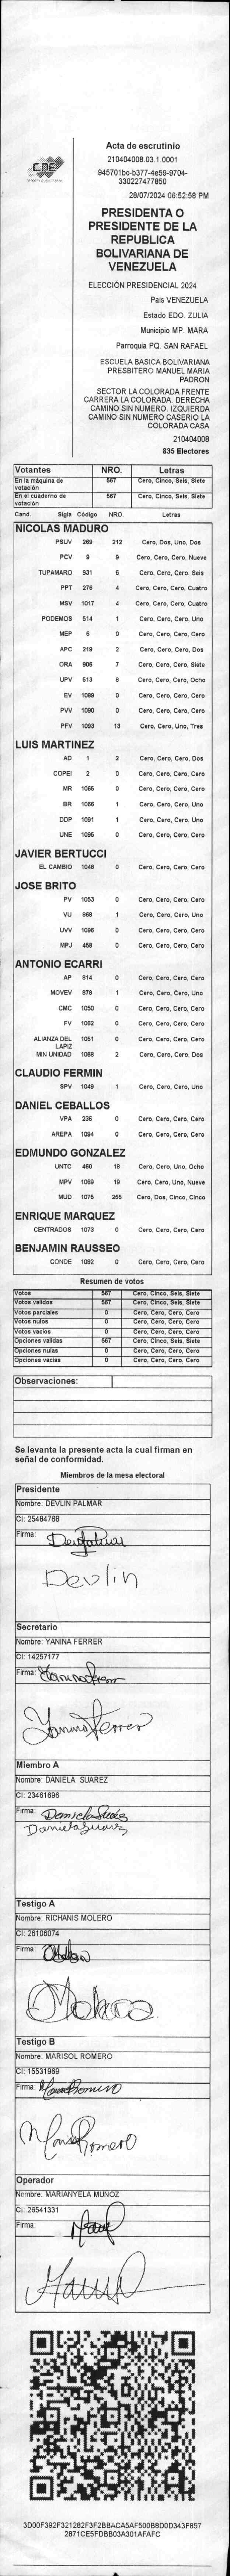 CNE
Acta de escrutinio
210404008.03.1.0001
945701bc-b377-4e59-9704-
330227477850
28/07/2024 06:52:58 PM
PRESIDENTA O
PRESIDENTE DE LA
REPUBLICA
BOLIVARIANA DE
VENEZUELA
ELECCIÓN PRESIDENCIAL 2024
País VENEZUELA
Estado EDO. ZULIA
Municipio MP. MARA
Parroquia PQ. SAN RAFAEL
ESCUELA BASICA BOLIVARIANA
PRESBITERO MANUEL MARIA
PADRON
SECTOR LA COLORADA FRENTE
CARRERA LA COLORADA. DERECHA
CAMINO SIN NUMERO. IZQUIERDA
CAMINO SIN NUMERO CASERIO LA
COLORADA CASA
210404008
835 Electores
Votantes NRO. Letras
En la máquina de votación 567 Cero, Cinco, Seis, Siete
En el cuaderno de votación 567 Cero, Cinco, Seis, Siete
Cand. Sigla Código NRO. Letras
NICOLAS MADURO
PSUV 269 212 Cero, Dos, Uno, Dos
PCV 9 9 Cero, Cero, Cero, Nueve
TUPAMARO 931 6 Cero, Cero, Cero, Seis
PPT 276 4 Cero, Cero, Cero, Cuatro
MSV 1017 4 Cero, Cero, Cero, Cuatro
PODEMOS 514 1 Cero, Cero, Cero, Uno
MEP 6 0 Cero, Cero, Cero, Cero
APC 219 2 Cero, Cero, Cero, Dos
ORA 906 7 Cero, Cero, Cero, Siete
UPV 513 8 Cero, Cero, Cero, Ocho
EV 1089 0 Cero, Cero, Cero, Cero
PVV 1090 0 Cero, Cero, Cero, Cero
PFV 1093 13 Cero, Cero, Uno, Tres
LUIS MARTINEZ
AD 1 2 Cero, Cero, Cero, Dos
COPEI 2 0 Cero, Cero, Cero, Cero
MR 0 Cero, Cero, Cero, Cero
BR 1 Cero, Cero, Cero, Uno
DDP 1091 1 Cero, Cero, Cero, Uno
UNE 0 Cero, Cero, Cero, Cero
JAVIER BERTUCCI
EL CAMBIO 1046 0 Cero, Cero, Cero, Cero
JOSE BRITO
PV 1053 0 Cero, Cero, Cero, Cero
VU 868 1 Cero, Cero, Cero, Uno
UVV 0 Cero, Cero, Cero, Cero
MPJ 458 0 Cero, Cero, Cero, Cero
ANTONIO ECARRI
AP 814 0 Cero, Cero, Cero, Cero
MOVEV 878 1 Cero, Cero, Cero, Uno
CMC 1050 0 Cero, Cero, Cero, Cero
FV 1062 0 Cero, Cero, Cero, Cero
ALIANZA DEL LAPIZ 1051 0 Cero, Cero, Cero, Cero
MIN UNIDAD 1068 2 Cero, Cero, Cero, Dos
CLAUDIO FERMIN
SPV 1049 1 Cero, Cero, Cero, Uno
DANIEL CEBALLOS
VPA 236 0 Cero, Cero, Cero, Cero
AREPA 1094 0 Cero, Cero, Cero, Cero
EDMUNDO GONZALEZ
UNTC 460 18 Cero, Cero, Uno, Ocho
MPV 1069 19 Cero, Cero, Uno, Nueve
MUD 1075 255 Cero, Dos, Cinco, Cinco
ENRIQUE MARQUEZ
CENTRADOS 1073 0 Cero, Cero, Cero, Cero
BENJAMIN RAUSSEO
CONDE 1092 0 Cero, Cero, Cero, Cero
Resumen de votos
Votos 567 Cero, Cinco, Seis, Siete
Votos validos 567 Cero, Cinco, Seis, Siete
Votos parciales 0 Cero, Cero, Cero, Cero
Votos nulos 0 Cero, Cero, Cero, Cero
Votos vacios 0 Cero, Cero, Cero, Cero
Opciones validas 567 Cero, Cinco, Seis, Siete
Opciones nulas 0 Cero, Cero, Cero, Cero
Opciones vacias 0 Cero, Cero, Cero, Cero
Observaciones:
Se levanta la presente acta la cual firman en
señal de conformidad.
Miembros de la mesa electoral
Presidente
Nombre: DEVLIN PALMAR
CI: 25484768
Firma:
Devlin
Secretario
Nombre: YANINA FERRER
CI: 14257177
Firma:
Yanina Ferrer
Miembro A
Nombre: DANIELA SUAREZ
CI: 23461696
Firma: Daniela Suárez
Daniela Suarez
Testigo A
Nombre: RICHANIS MOLERO
CI: 26106074
Firma:
Testigo B
Nombre: MARISOL ROMERO
CI: 15531969
Firma:
Operador
Nombre: MARIANYELA MUÑOZ
CI: 26541331
Firma:
3D00F392F321282F3F2BBACA5AF500B8D0D343F857
2871CE5FDBB03A301AFAFC